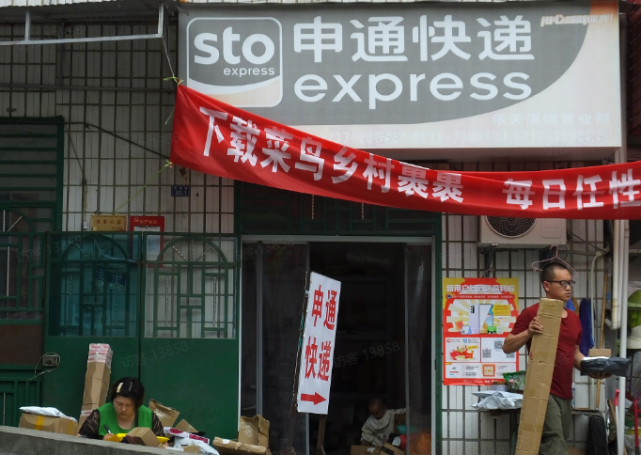 sto
express
申通快递
express
下载菜鸟乡村裹裹 每日任性
申通
快递